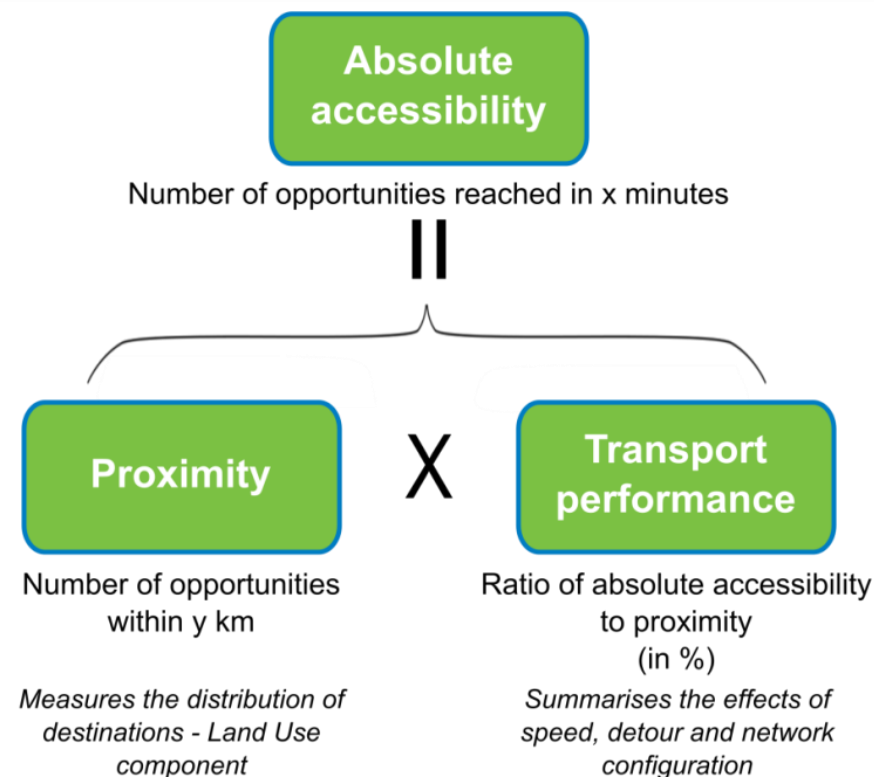 Absolute
accessibility
Number of opportunities reached in x minutes
=
Proximity
X
Transport
performance
Number of opportunities
within y km
Ratio of absolute accessibility
to proximity
(in %)
Measures the distribution of
destinations - Land Use
component
Summarises the effects of
speed, detour and network
configuration